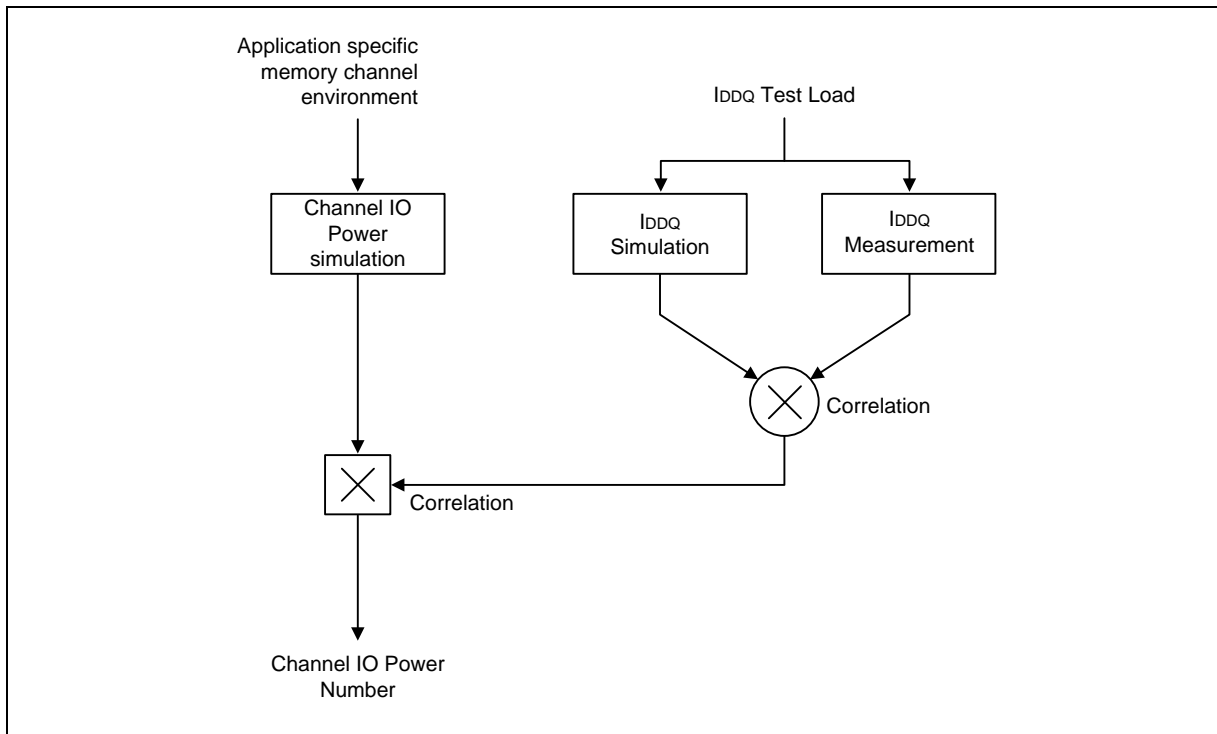 Application specific
memory channel
environment
IDDQ Test Load
Channel IO
Power
simulation
IDDQ
Simulation
IDDQ
Measurement
Correlation
Correlation
Channel IO Power
Number